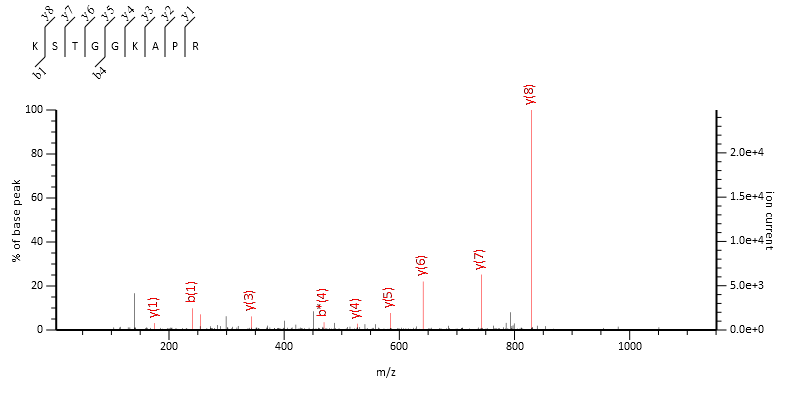 y8 y7 y6 y5 y4 y3 y2 y1
K S T G G K A P R
b1 b4
y(8)
100
80
60
40
20
0
% of base peak
2.0e+4
1.5e+4
1.0e+4
5.0e+3
0.0e+0
ion current
y(1)
b(1)
y(3)
b*(4)
y(4)
y(5)
y(6)
y(7)
200 400 600 800 1000
m/z